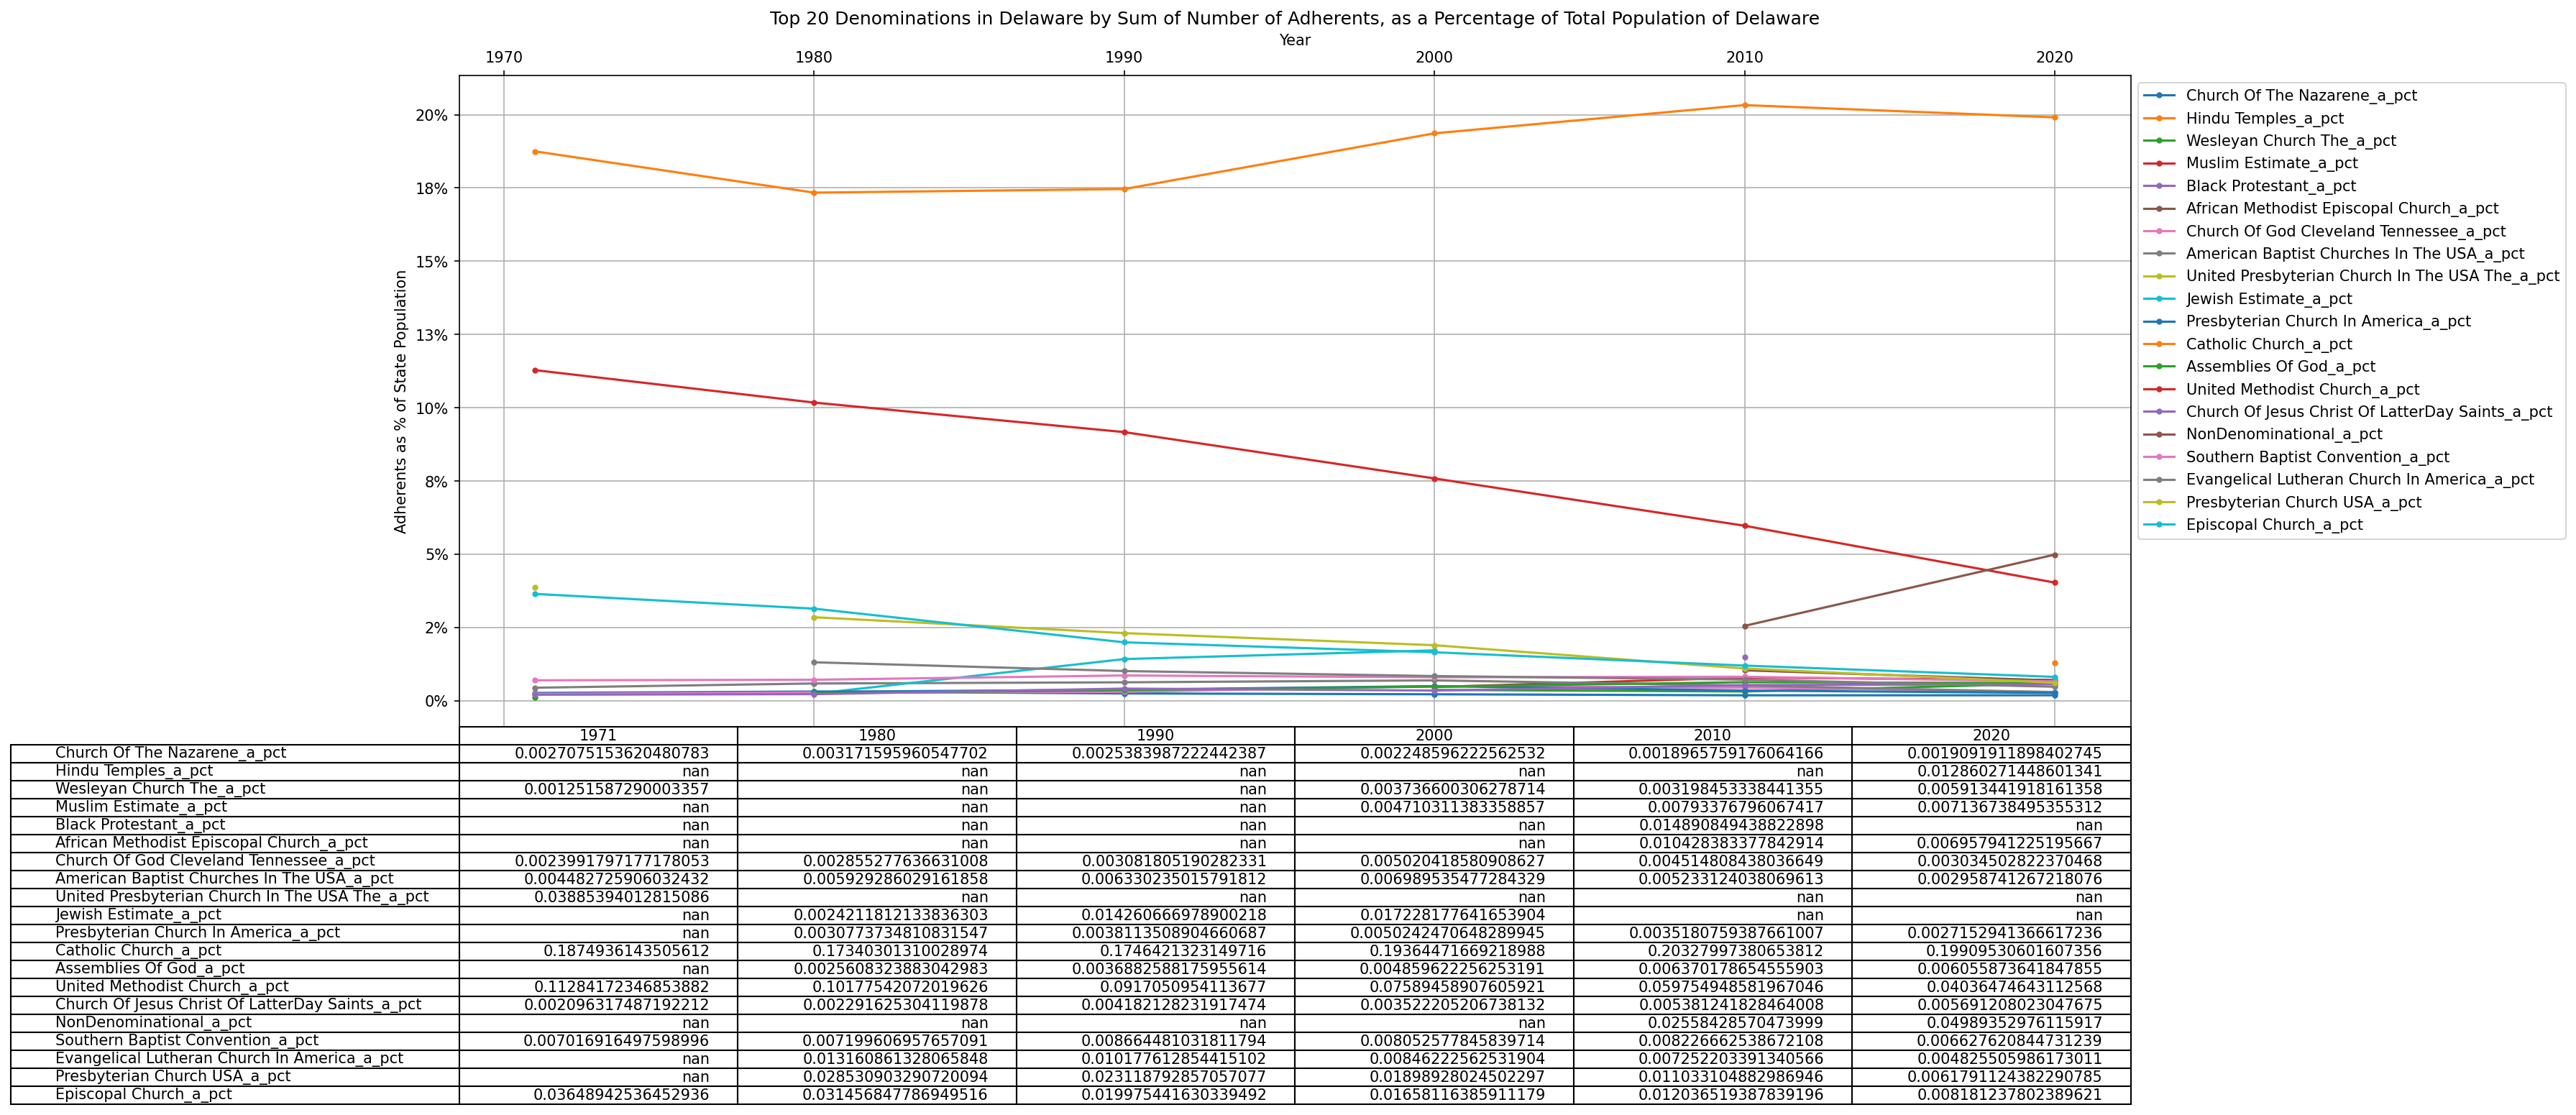 Top 20 Denominations in Delaware by Sum of Number of Adherents, as a Percentage of Total Population of Delaware
Year
1970 1980 1990 2000 2010 2020
20%
18%
15%
13%
10%
8%
5%
2%
0%
Adherents as % of State Population
Church Of The Nazarene_a_pct
Hindu Temples_a_pct
Wesleyan Church The_a_pct
Muslim Estimate_a_pct
Black Protestant_a_pct
African Methodist Episcopal Church_a_pct
Church Of God Cleveland Tennessee_a_pct
American Baptist Churches In The USA_a_pct
United Presbyterian Church In The USA The_a_pct
Jewish Estimate_a_pct
Presbyterian Church In America_a_pct
Catholic Church_a_pct
Assemblies Of God_a_pct
United Methodist Church_a_pct
Church Of Jesus Christ Of LatterDay Saints_a_pct
NonDenominational_a_pct
Southern Baptist Convention_a_pct
Evangelical Lutheran Church In America_a_pct
Presbyterian Church USA_a_pct
Episcopal Church_a_pct
1971 1980 1990 2000 2010 2020
Church Of The Nazarene_a_pct 0.0027075153620480783 0.003171595960547702 0.0025383987222442387 0.002248596222562532 0.0018965759176064166 0.0019091911898402745
Hindu Temples_a_pct nan nan nan nan nan 0.012860271448601341
Wesleyan Church The_a_pct 0.001251587290003357 nan nan 0.003736600306278714 0.003198453338441355 0.005913441918161358
Muslim Estimate_a_pct nan nan nan 0.004710311383358857 0.00793376796067417 0.007136738495355312
Black Protestant_a_pct nan nan nan nan 0.014890849438822898 nan
African Methodist Episcopal Church_a_pct nan nan nan nan 0.010428383377842914 0.006957941225195667
Church Of God Cleveland Tennessee_a_pct 0.0023991797177178053 0.002855277636631008 0.003081805190282331 0.005020418580908627 0.004514808438036649 0.003034502822370468
American Baptist Churches In The USA_a_pct 0.004482725906032432 0.005929286029161858 0.006330235015791812 0.006989535477284329 0.005233124038069613 0.002958741267218076
United Presbyterian Church In The USA The_a_pct 0.03885394012815086 nan nan nan nan nan
Jewish Estimate_a_pct nan 0.0024211812133836303 0.014260666978900218 0.017228177641653904 nan nan
Presbyterian Church In America_a_pct nan 0.0030773734810831547 0.0038113508904660687 0.0050242470648289945 0.0035180759387661007 0.0027152941366617236
Catholic Church_a_pct 0.1874936143505612 0.17340301310028974 0.1746421323149716 0.19364471669218988 0.20327997380653812 0.19909530601607356
Assemblies Of God_a_pct nan 0.0025608323883042983 0.0036882588175955614 0.004859622256253191 0.006370178654555903 0.006055873641847855
United Methodist Church_a_pct 0.11284172346853882 0.10177542072019626 0.0917050954113677 0.07589458907605921 0.059754948581967046 0.04036474643112568
Church Of Jesus Christ Of LatterDay Saints_a_pct 0.002096317487192212 0.002291625304119878 0.004182128231917474 0.003522205206738132 0.005381241828464008 0.005691208023047675
NonDenominational_a_pct nan nan nan nan 0.02558428570473999 0.04989352976115917
Southern Baptist Convention_a_pct 0.007016916497598996 0.007199606957657091 0.008664481031811794 0.008052577845839714 0.008226662538672108 0.006627620844731239
Evangelical Lutheran Church In America_a_pct nan 0.013160861328065848 0.010177612854415102 0.00846222562531904 0.007252203391340566 0.004825505986173011
Presbyterian Church USA_a_pct nan 0.028530903290720094 0.023118792857057077 0.01898928024502297 0.011033104882986946 0.0061791124382290785
Episcopal Church_a_pct 0.03648942536452936 0.031456847786949516 0.019975441630339492 0.01658116385911179 0.012036519387839196 0.008181237802389621